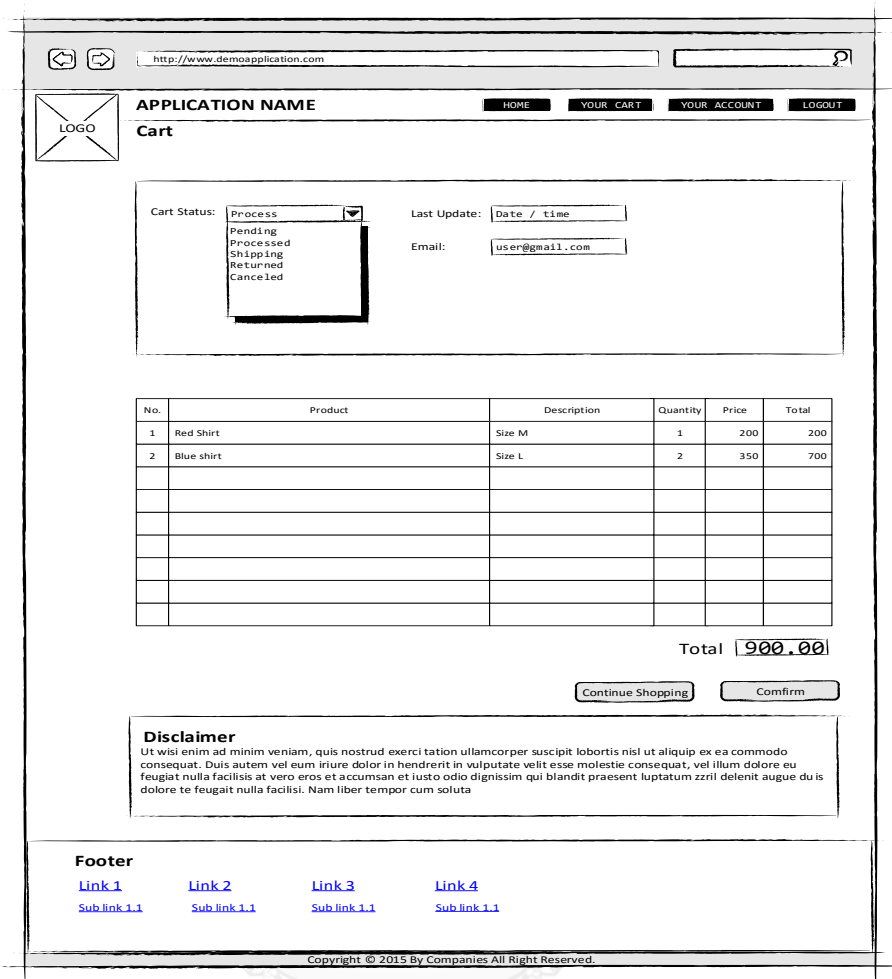 http://www.demoapplication.com
LOGO
APPLICATION NAME
HOME YOUR CART YOUR ACCOUNT LOGOUT
Cart
Cart Status: Process Last Update: Date / time
Pending
Processed
Shipping
Returned
Canceled
Email: user@gmail.com
No. Product Description Quantity Price Total
1 Red Shirt Size M 1 200 200
2 Blue shirt Size L 2 350 700
Total 900.00
Continue Shopping Comfirm
Disclaimer
Ut wisi enim ad minim veniam, quis nostrud exerci tation ullamcorper suscipit lobortis nisl ut aliquip ex ea commodo
consequat. Duis autem vel eum iriure dolor in hendrerit in vulputate velit esse molestie consequat, vel illum dolore eu
feugiat nulla facilisis at vero eros et accumsan et iusto odio dignissim qui blandit praesent luptatum zzril delenit augue duis
dolore te feugait nulla facilisi. Nam liber tempor cum soluta
Footer
Link 1 Link 2 Link 3 Link 4
Sub link 1.1 Sub link 1.1 Sub link 1.1 Sub link 1.1
Copyright © 2015 By Companies All Right Reserved.